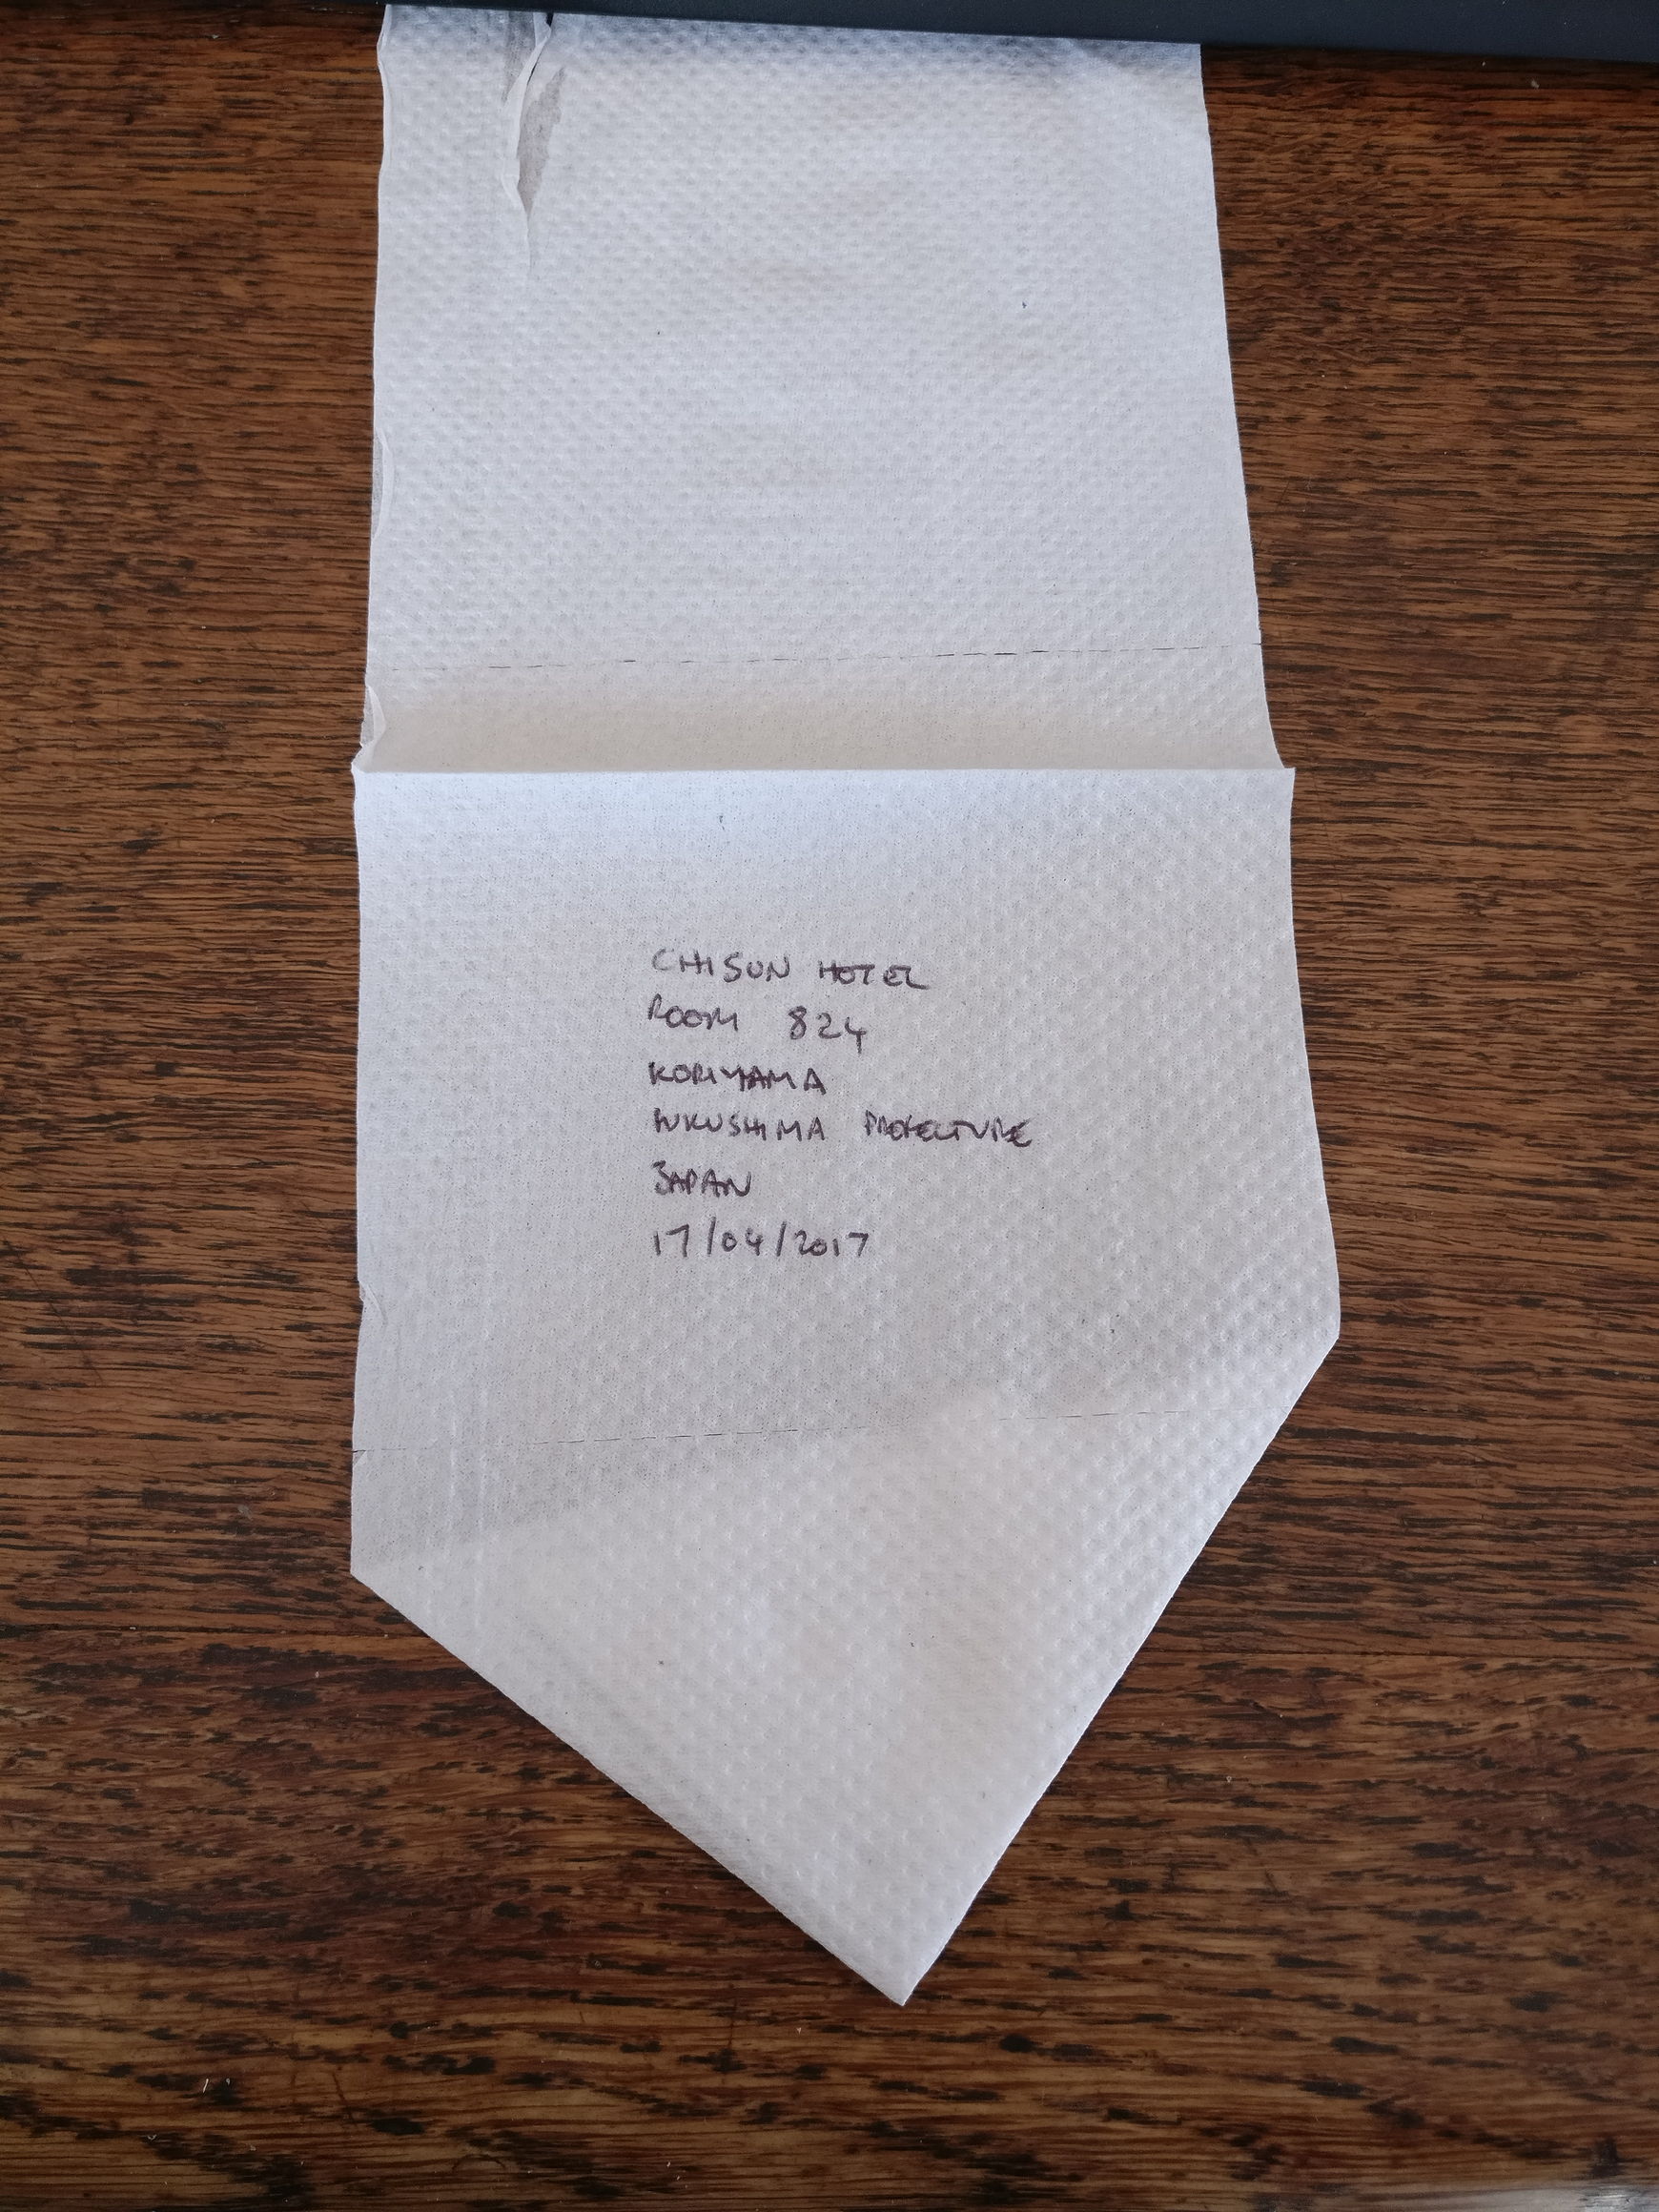 CHISUN HOTEL
ROOM 824
KORIYAMA
FUKUSHIMA PREFECTURE
JAPAN
17/04/2017